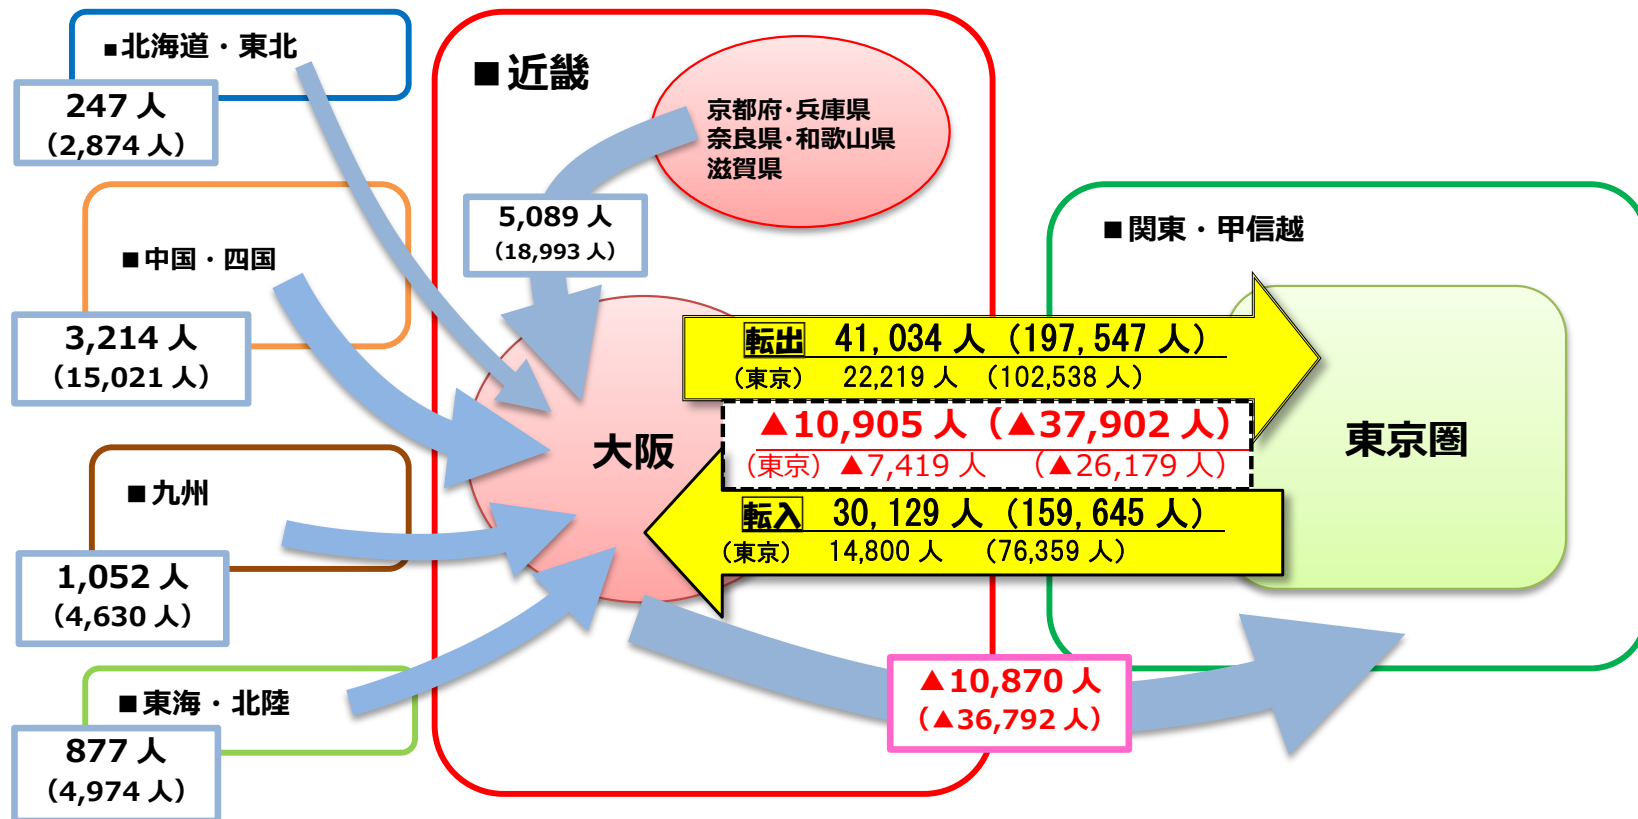 ■北海道・東北
247 人
（2,874 人）
■中国・四国
3,214 人
（15,021 人）
■九州
1,052 人
（4,630 人）
■東海・北陸
877 人
（4,974 人）
■近畿
京都府・兵庫県
奈良県・和歌山県
滋賀県
5,089 人
（18,993 人）
大阪
■関東・甲信越
転出 41,034 人（197,547 人）
（東京） 22,219 人 （102,538 人）
▲10,905 人（▲37,902 人）
（東京）▲7,419 人 （▲26,179 人）
転入 30,129 人（159,645 人）
（東京） 14,800 人 （76,359 人）
東京圏
▲10,870 人
（▲36,792 人）